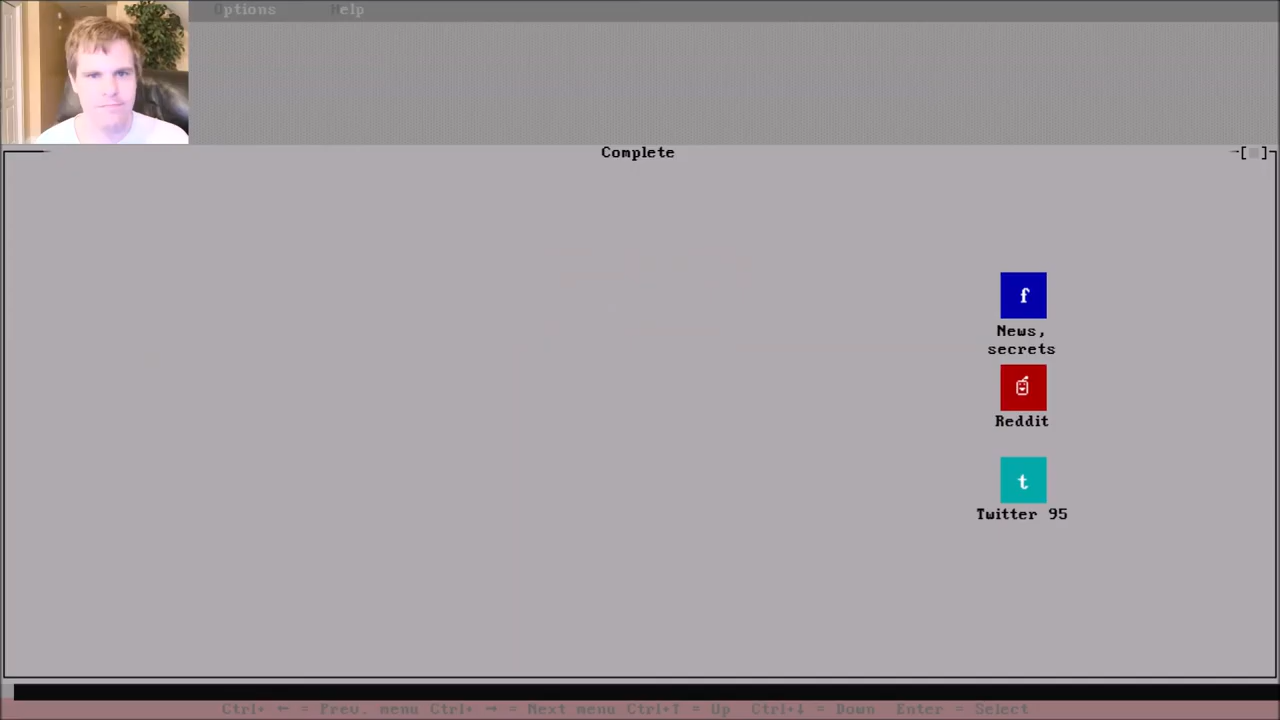 Options Help
Complete
f
News,
secrets
Reddit
t
Twitter 95
Ctrl+ ← = Prev. menu Ctrl+ → = Next menu Ctrl+↑ = Up Ctrl+↓ = Down Enter = Select